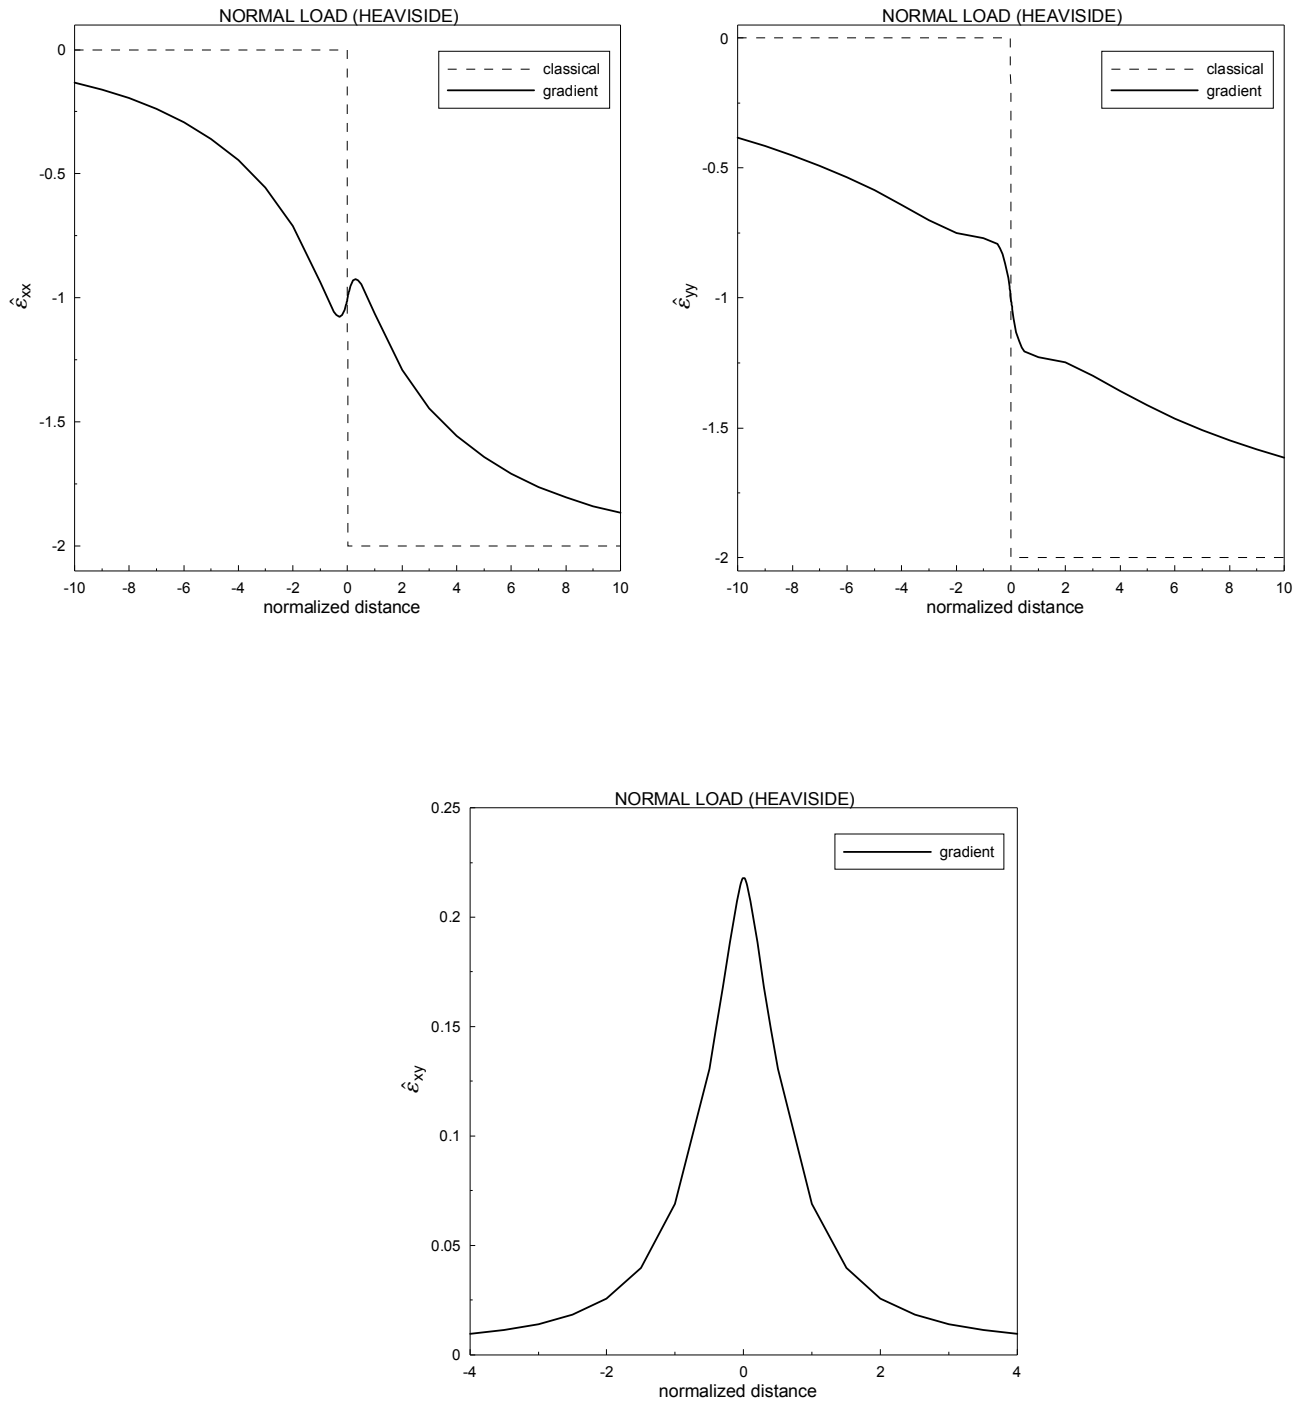 NORMAL LOAD (HEAVISIDE)
classical
gradient
0
-0.5
-1
-1.5
-2
ε̂xx
-10 -8 -6 -4 -2 0 2 4 6 8 10
normalized distance
NORMAL LOAD (HEAVISIDE)
classical
gradient
0
-0.5
-1
-1.5
-2
ε̂yy
-10 -8 -6 -4 -2 0 2 4 6 8 10
normalized distance
NORMAL LOAD (HEAVISIDE)
gradient
0.25
0.2
0.15
0.1
0.05
0
ε̂xy
-4 -2 0 2 4
normalized distance